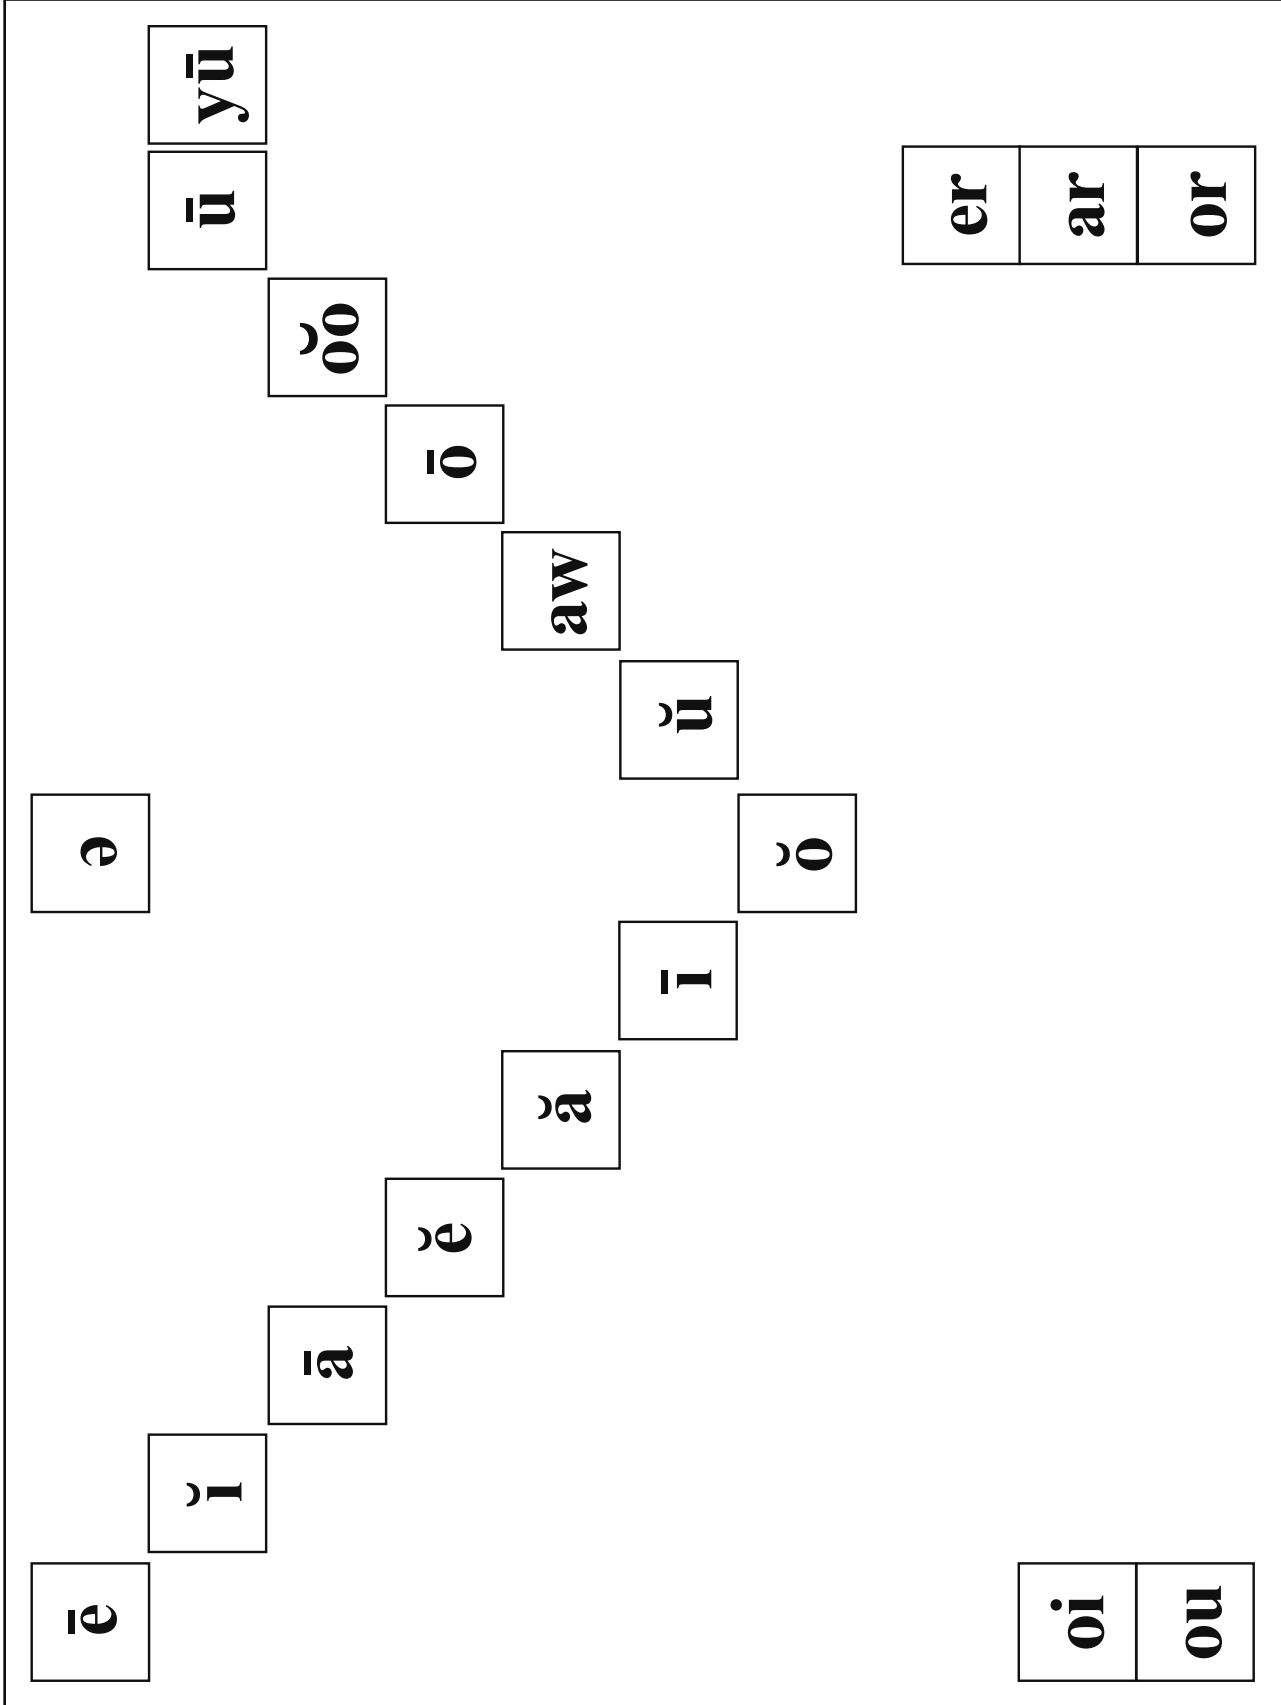 ē ə
ĭ ū yū
ā o͝o
ĕ ō
ă aw
ī ŭ
ŏ
er
oi ar
ou or